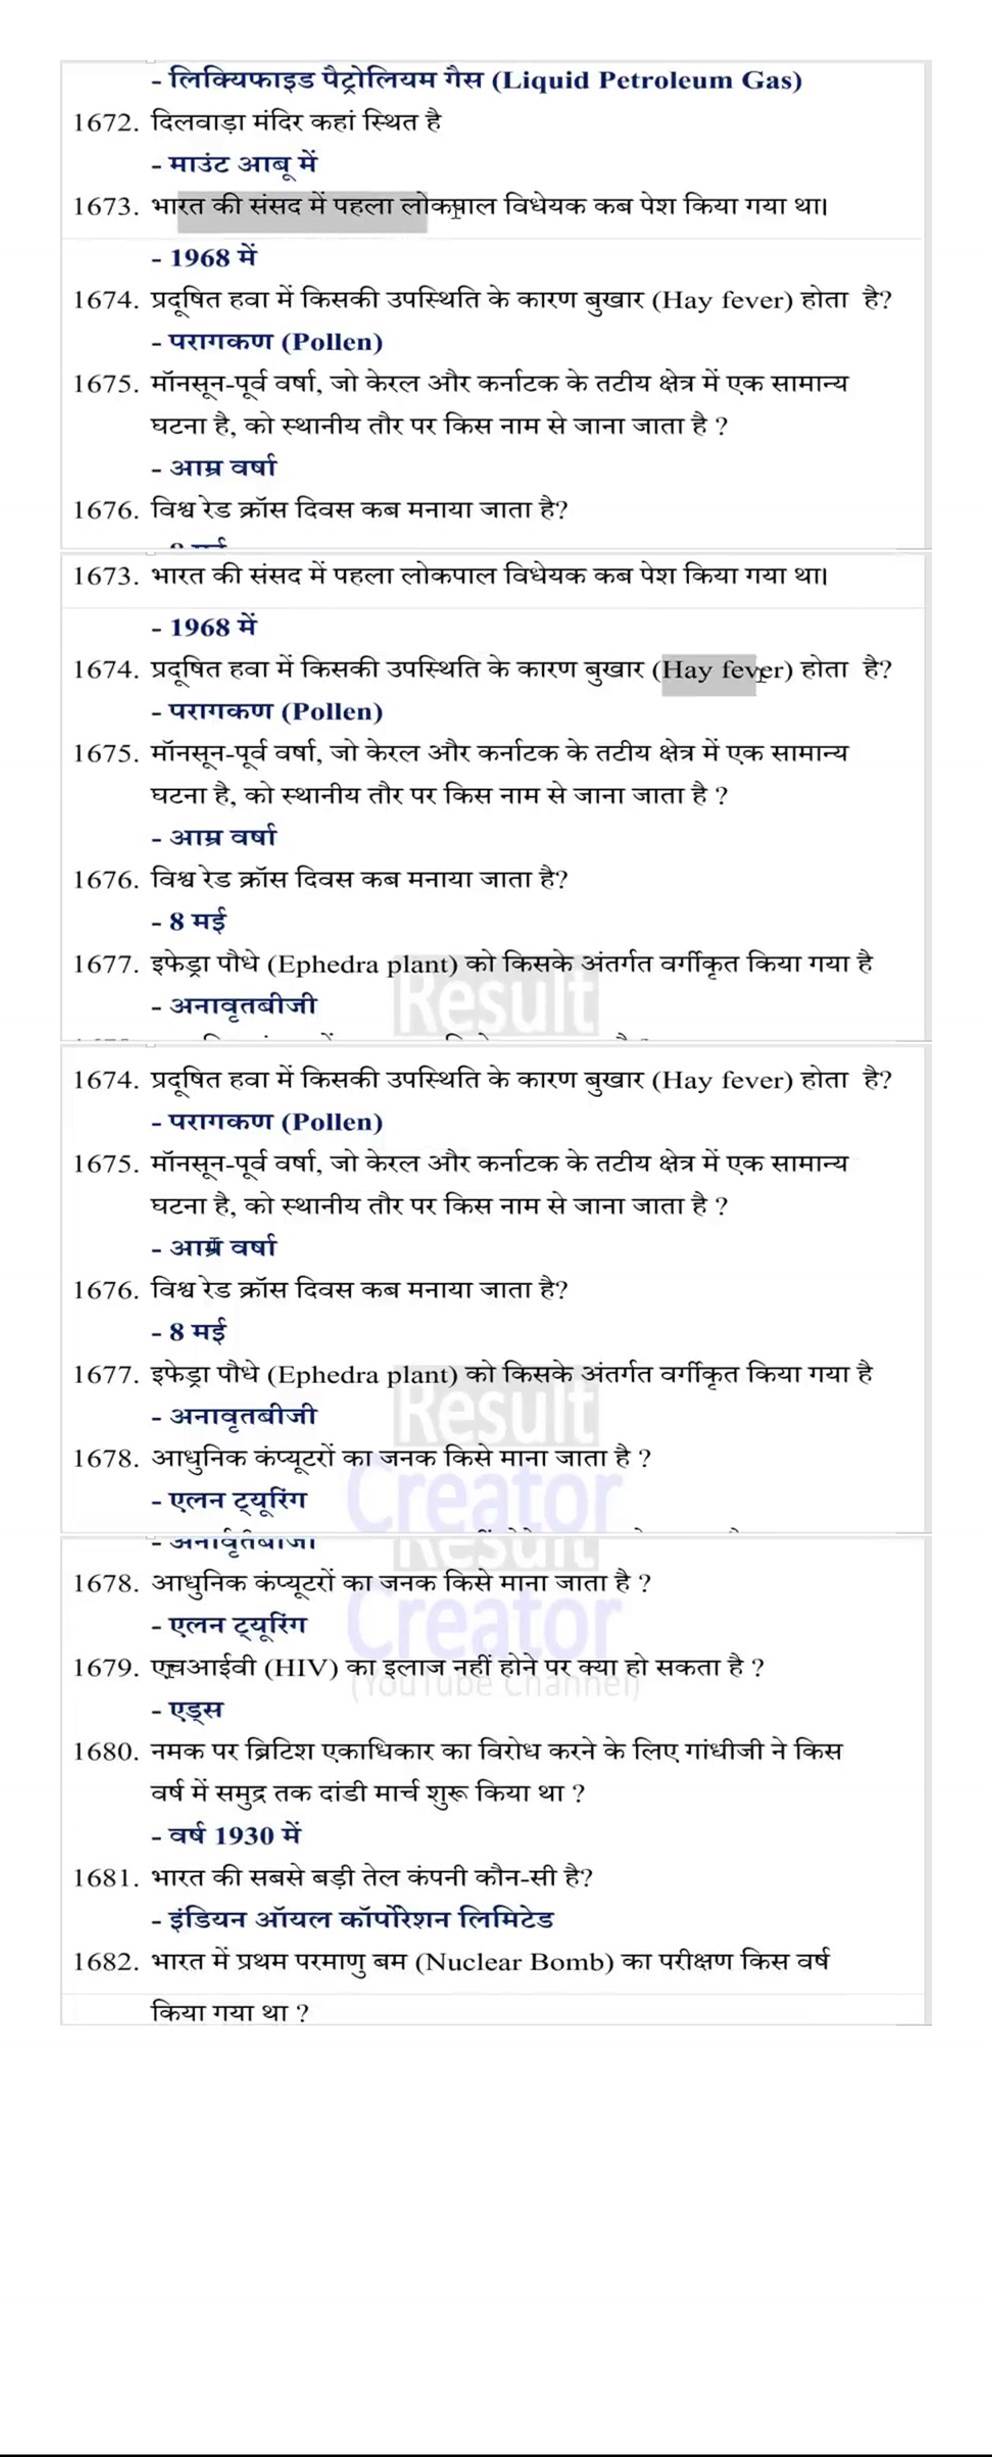 - लिक्यिफाइड पैट्रोलियम गैस (Liquid Petroleum Gas)
1672. दिलवाड़ा मंदिर कहां स्थित है
- माउंट आबू में
1673. भारत की संसद में पहला लोकपाल विधेयक कब पेश किया गया था।
- 1968 में
1674. प्रदूषित हवा में किसकी उपस्थिति के कारण बुखार (Hay fever) होता है?
- परागकण (Pollen)
1675. मॉनसून-पूर्व वर्षा, जो केरल और कर्नाटक के तटीय क्षेत्र में एक सामान्य
घटना है, को स्थानीय तौर पर किस नाम से जाना जाता है ?
- आम्र वर्षा
1676. विश्व रेड क्रॉस दिवस कब मनाया जाता है?
1673. भारत की संसद में पहला लोकपाल विधेयक कब पेश किया गया था।
- 1968 में
1674. प्रदूषित हवा में किसकी उपस्थिति के कारण बुखार (Hay fever) होता है?
- परागकण (Pollen)
1675. मॉनसून-पूर्व वर्षा, जो केरल और कर्नाटक के तटीय क्षेत्र में एक सामान्य
घटना है, को स्थानीय तौर पर किस नाम से जाना जाता है ?
- आम्र वर्षा
1676. विश्व रेड क्रॉस दिवस कब मनाया जाता है?
- 8 मई
1677. इफेड्रा पौधे (Ephedra plant) को किसके अंतर्गत वर्गीकृत किया गया है
Result
- अनावृतबीजी
1674. प्रदूषित हवा में किसकी उपस्थिति के कारण बुखार (Hay fever) होता है?
- परागकण (Pollen)
1675. मॉनसून-पूर्व वर्षा, जो केरल और कर्नाटक के तटीय क्षेत्र में एक सामान्य
घटना है, को स्थानीय तौर पर किस नाम से जाना जाता है ?
- आम्र वर्षा
1676. विश्व रेड क्रॉस दिवस कब मनाया जाता है?
- 8 मई
1677. इफेड्रा पौधे (Ephedra plant) को किसके अंतर्गत वर्गीकृत किया गया है
- अनावृतबीजी
Result
1678. आधुनिक कंप्यूटरों का जनक किसे माना जाता है ?
- एलन ट्यूरिंग
Creator
- अनावृतबीजी
Result
1678. आधुनिक कंप्यूटरों का जनक किसे माना जाता है ?
- एलन ट्यूरिंग
Creator
1679. एचआईवी (HIV) का इलाज नहीं होने पर क्या हो सकता है ?
(YouTube Channel)
- एड्स
1680. नमक पर ब्रिटिश एकाधिकार का विरोध करने के लिए गांधीजी ने किस
वर्ष में समुद्र तक दांडी मार्च शुरू किया था ?
- वर्ष 1930 में
1681. भारत की सबसे बड़ी तेल कंपनी कौन-सी है?
- इंडियन ऑयल कॉर्पोरेशन लिमिटेड
1682. भारत में प्रथम परमाणु बम (Nuclear Bomb) का परीक्षण किस वर्ष
किया गया था ?